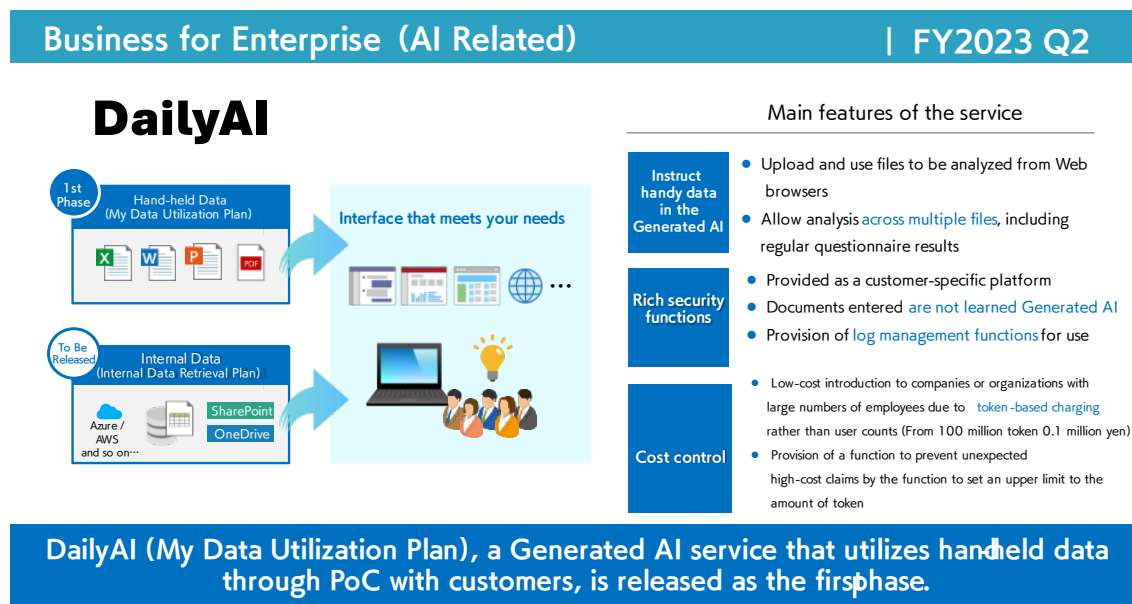 Business for Enterprise (AI Related)
| FY2023 Q2
DailyAI
1st
Phase
Hand-held Data
(My Data Utilization Plan)
X
W
P
PDF
To Be
Released
Internal Data
(Internal Data Retrieval Plan)
Azure /
AWS
and so on…
SharePoint
OneDrive
Interface that meets your needs
…
Main features of the service
Instruct
handy data
in the
Generated AI
● Upload and use files to be analyzed from Web
browsers
● Allow analysis across multiple files, including
regular questionnaire results
Rich security
functions
● Provided as a customer-specific platform
● Documents entered are not learned Generated AI
● Provision of log management functions for use
Cost control
● Low-cost introduction to companies or organizations with
large numbers of employees due to token-based charging
rather than user counts (From 100 million token 0.1 million yen)
● Provision of a function to prevent unexpected
high-cost claims by the function to set an upper limit to the
amount of token
DailyAI (My Data Utilization Plan), a Generated AI service that utilizes hand-held data
through PoC with customers, is released as the first phase.